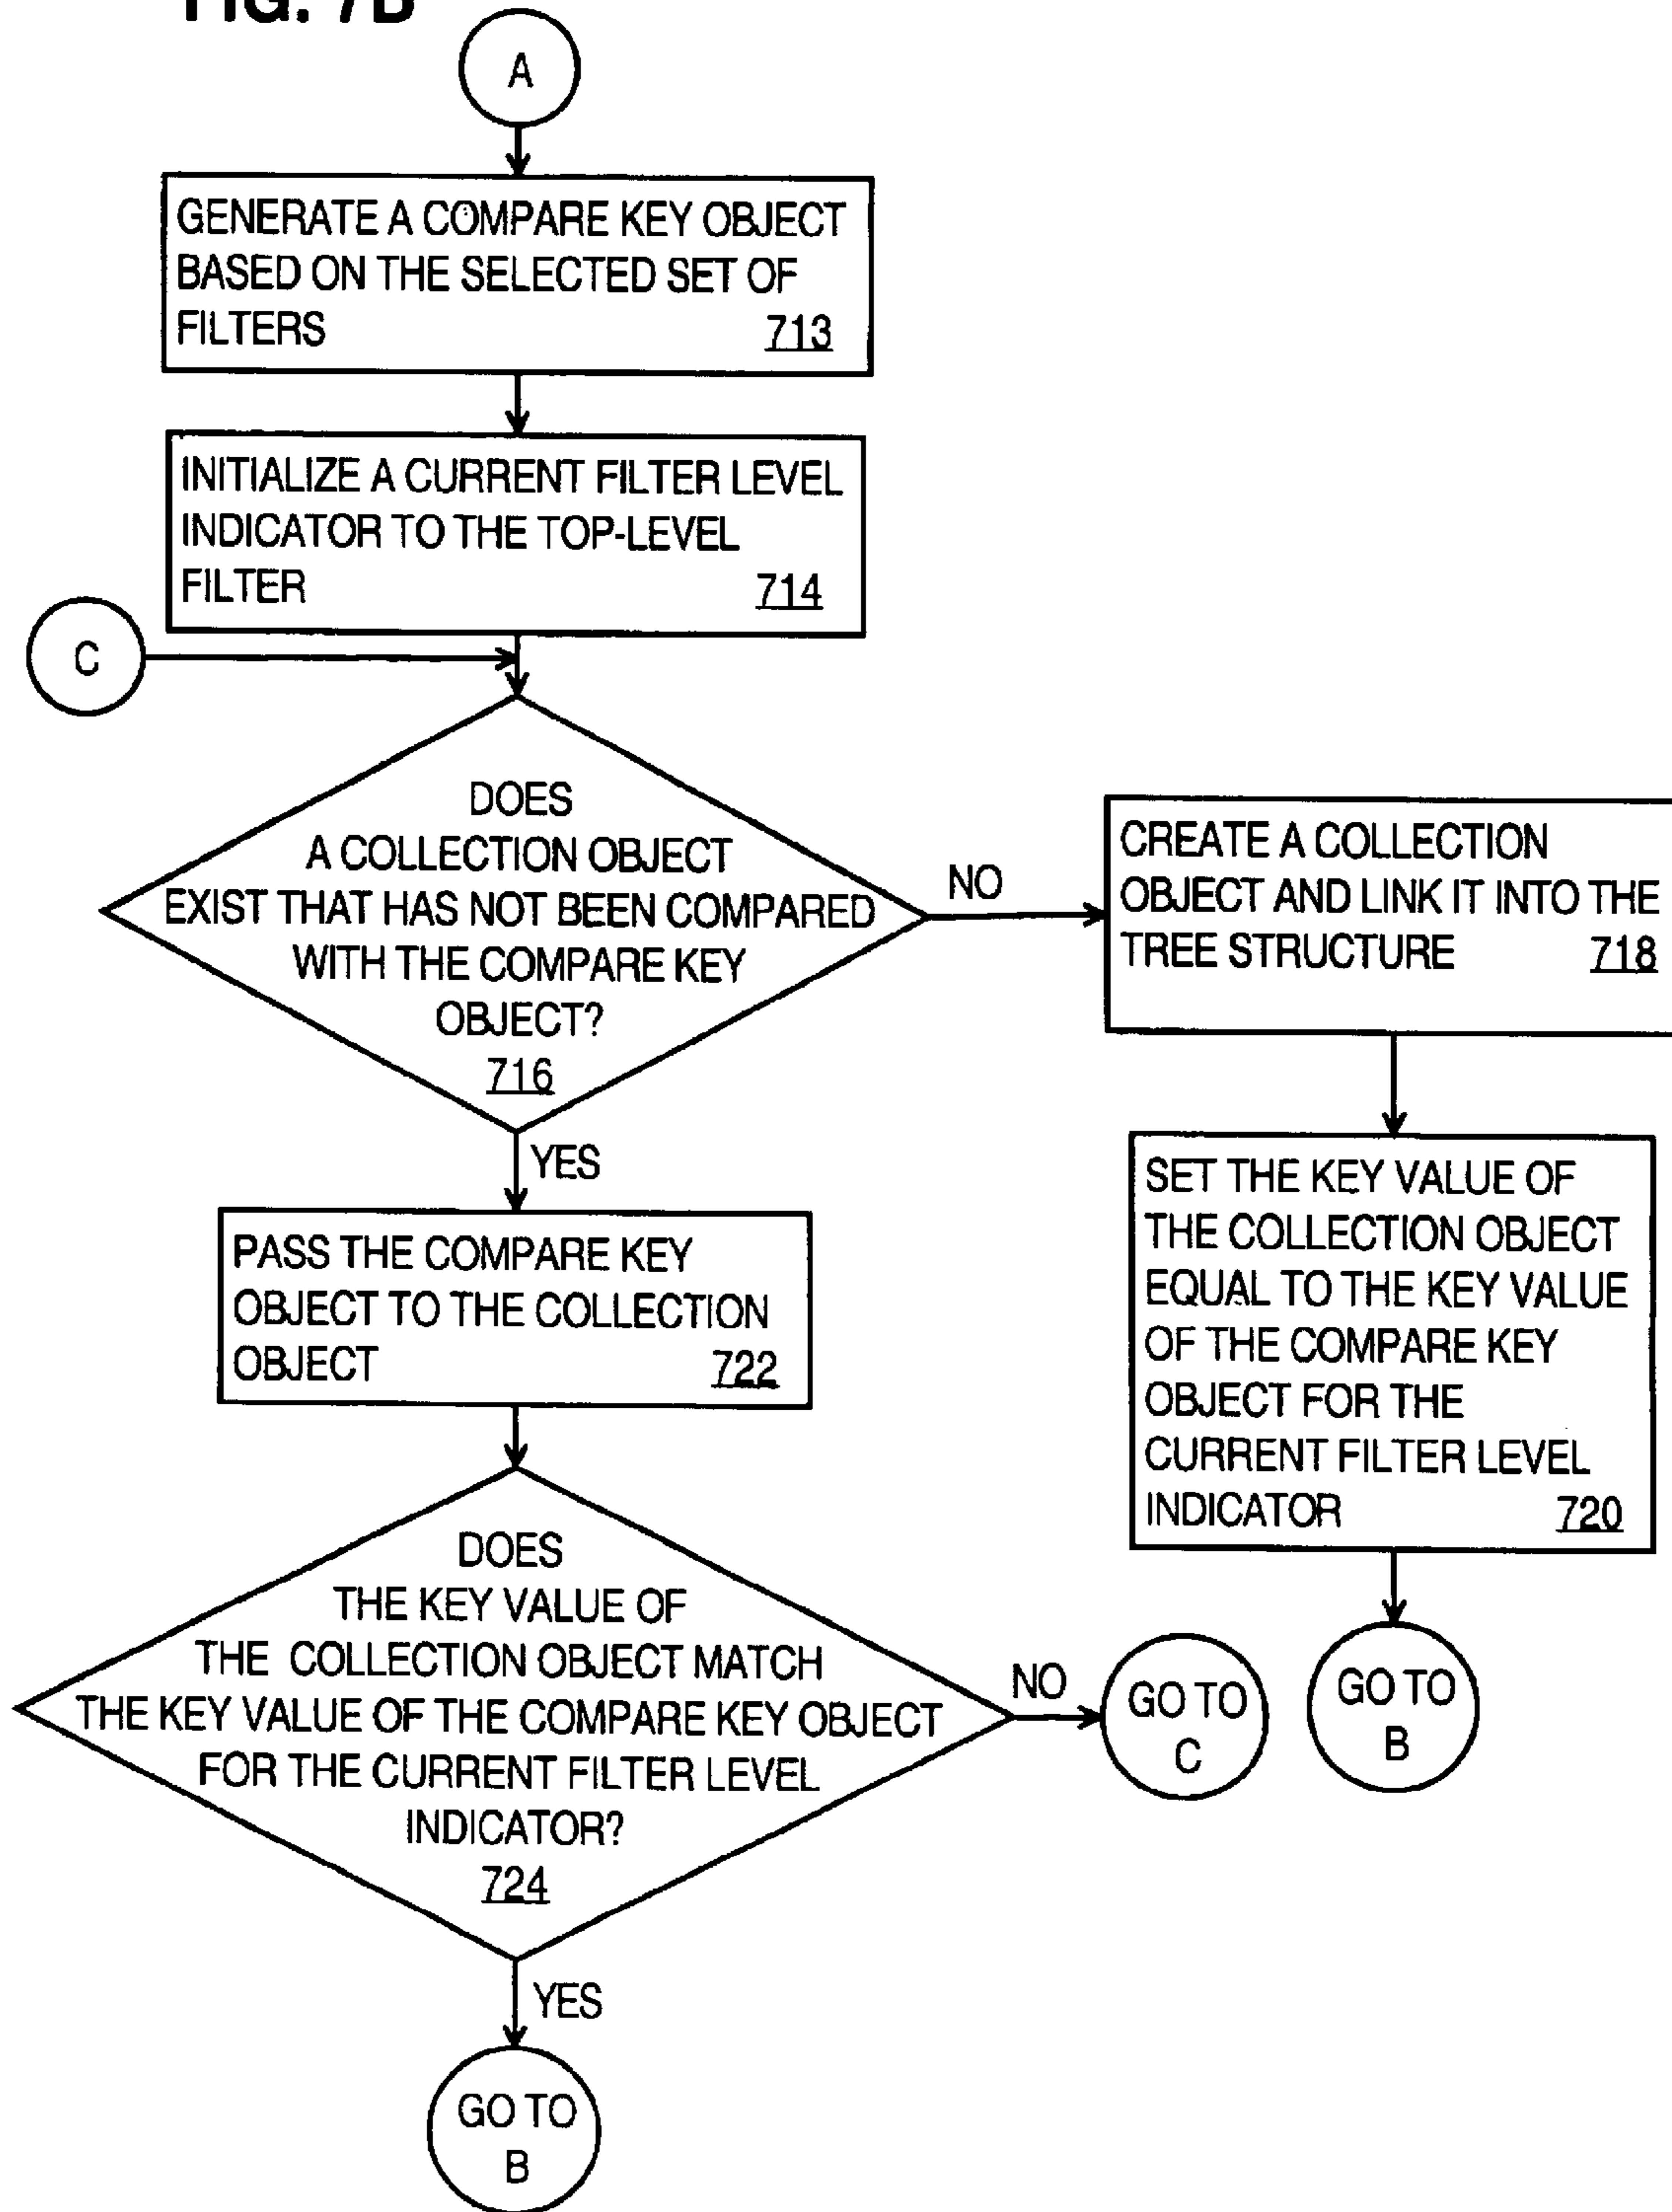 FIG. 7B
A
GENERATE A COMPARE KEY OBJECT
BASED ON THE SELECTED SET OF
FILTERS 713
INITIALIZE A CURRENT FILTER LEVEL
INDICATOR TO THE TOP-LEVEL
FILTER 714
C
DOES
A COLLECTION OBJECT
EXIST THAT HAS NOT BEEN COMPARED
WITH THE COMPARE KEY
OBJECT?
716
NO
CREATE A COLLECTION
OBJECT AND LINK IT INTO THE
TREE STRUCTURE 718
YES
SET THE KEY VALUE OF
THE COLLECTION OBJECT
EQUAL TO THE KEY VALUE
OF THE COMPARE KEY
OBJECT FOR THE
CURRENT FILTER LEVEL
INDICATOR 720
PASS THE COMPARE KEY
OBJECT TO THE COLLECTION
OBJECT 722
DOES
THE KEY VALUE OF
THE COLLECTION OBJECT MATCH
THE KEY VALUE OF THE COMPARE KEY OBJECT
FOR THE CURRENT FILTER LEVEL
INDICATOR?
724
NO
GO TO
C
GO TO
B
YES
GO TO
B